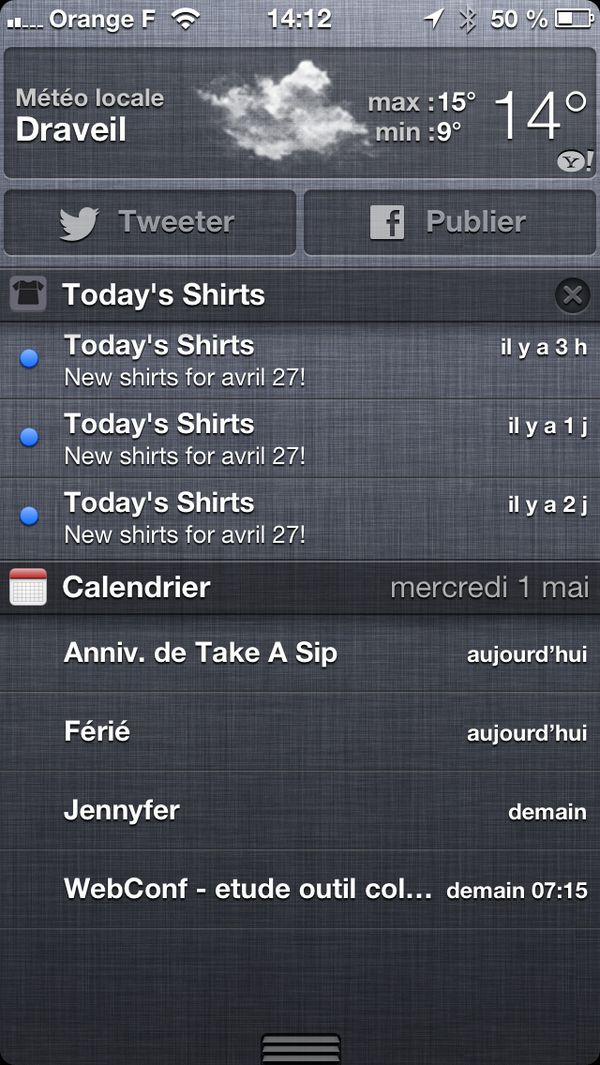 Orange F 14:12 50 %
Météo locale
Draveil
max : 15°
min : 9°
14°
Y!
Tweeter
Publier
Today's Shirts
Today's Shirts il y a 3 h
New shirts for avril 27!
Today's Shirts il y a 1 j
New shirts for avril 27!
Today's Shirts il y a 2 j
New shirts for avril 27!
Calendrier mercredi 1 mai
Anniv. de Take A Sip aujourd’hui
Férié aujourd’hui
Jennyfer demain
WebConf - etude outil col... demain 07:15